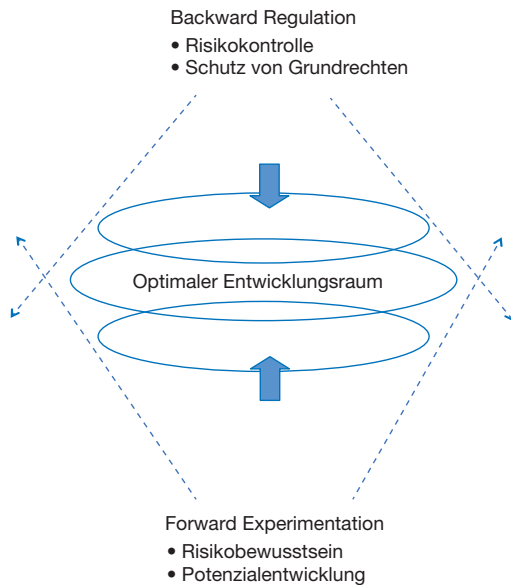 Backward Regulation
• Risikokontrolle
• Schutz von Grundrechten
Optimaler Entwicklungsraum
Forward Experimentation
• Risikobewusstsein
• Potenzialentwicklung